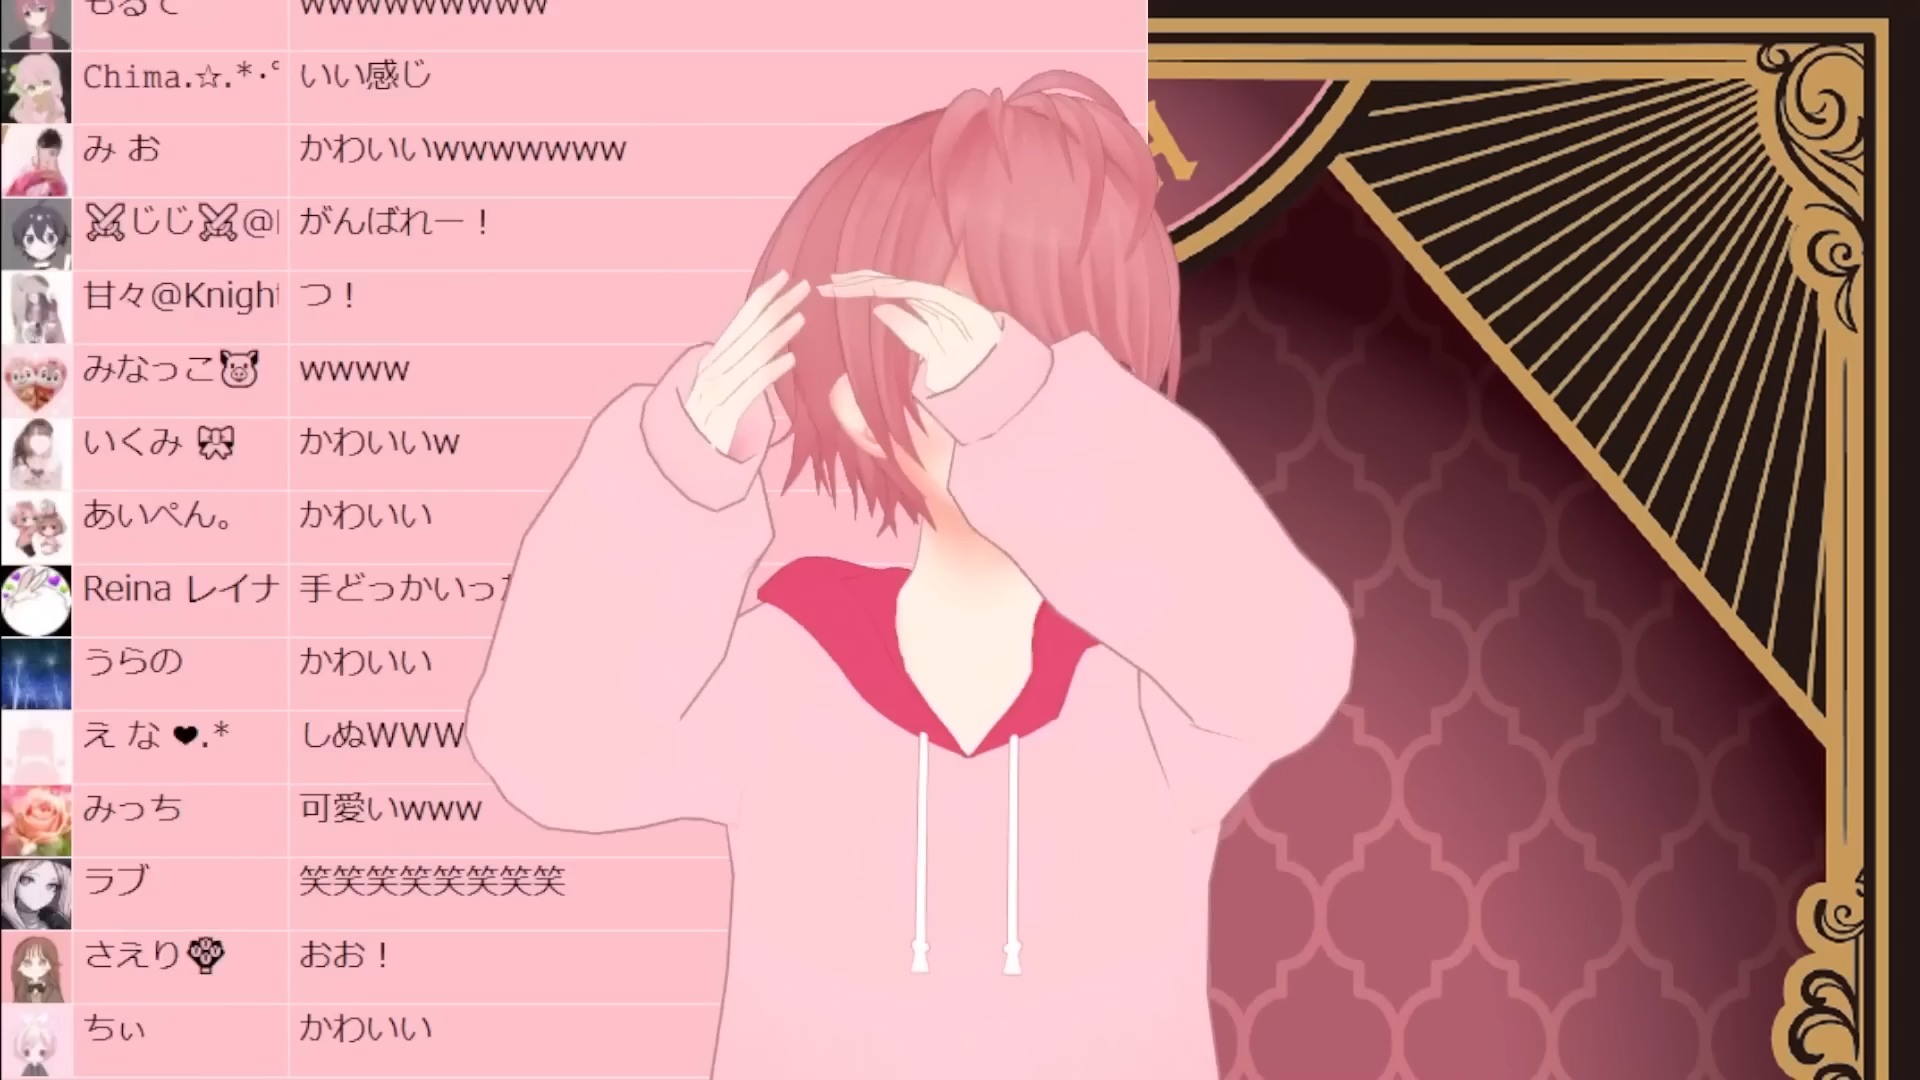 もるて wwwwwwwwww
Chima.☆.*･° いい感じ
み お かわいいwwwwwww
⚔じじ⚔@ がんばれー！
甘々@Knight つ！
みなっこ🐷 wwww
いくみ 🎀 かわいいw
あいぺん。 かわいい
Reina レイナ 手どっかいっ
うらの かわいい
え な ❤.* しぬWWW
みっち 可愛いwww
ラブ 笑笑笑笑笑笑笑笑
さえり💐 おお！
ちぃ かわいい
A